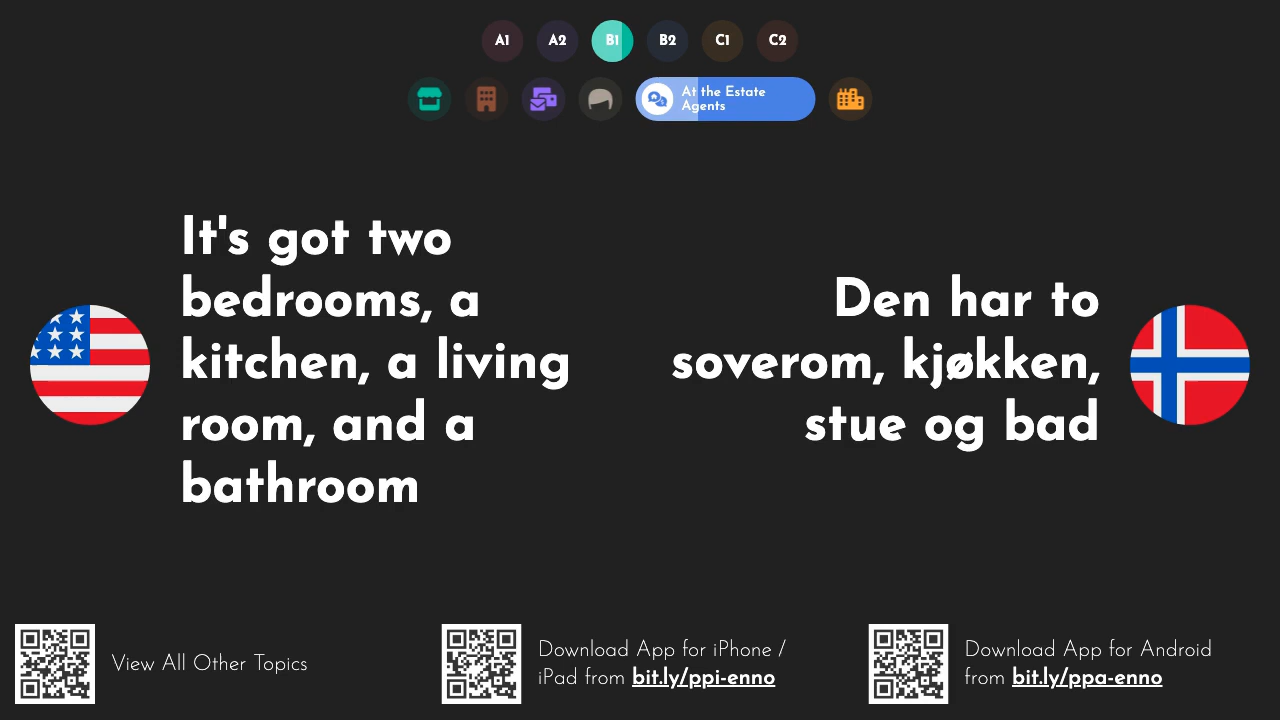 A1 A2 B1 B2 C1 C2
At the Estate
Agents
It's got two
bedrooms, a
kitchen, a living
room, and a
bathroom
Den har to
soverom, kjøkken,
stue og bad
View All Other Topics
Download App for iPhone /
iPad from bit.ly/ppi-enno
Download App for Android
from bit.ly/ppa-enno